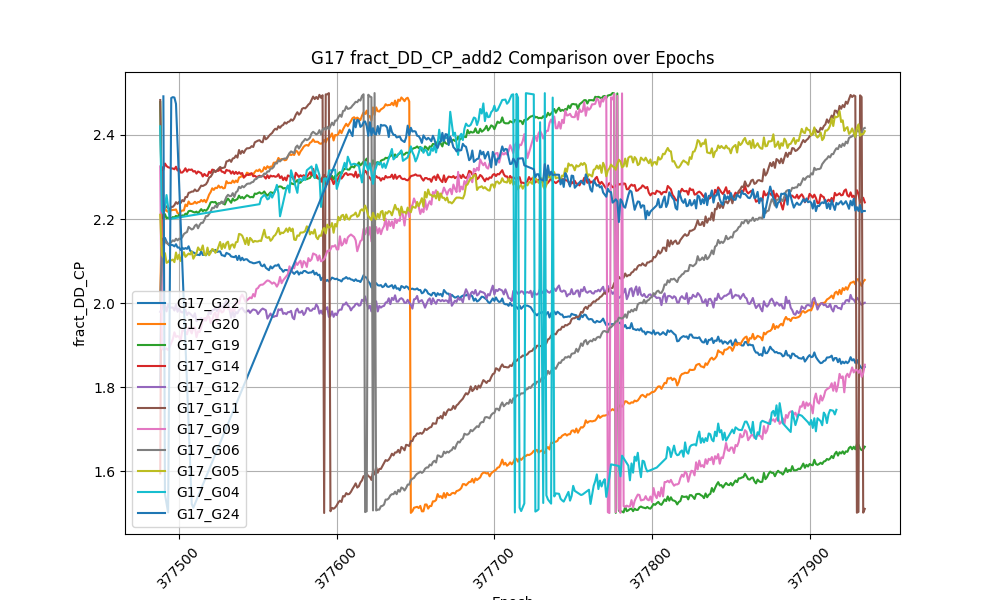 G17 fract_DD_CP_add2 Comparison over Epochs
fract_DD_CP
2.4
2.2
2.0
1.8
1.6
G17_G22
G17_G20
G17_G19
G17_G14
G17_G12
G17_G11
G17_G09
G17_G06
G17_G05
G17_G04
G17_G24
377500
377600
377700
377800
377900
Epoch